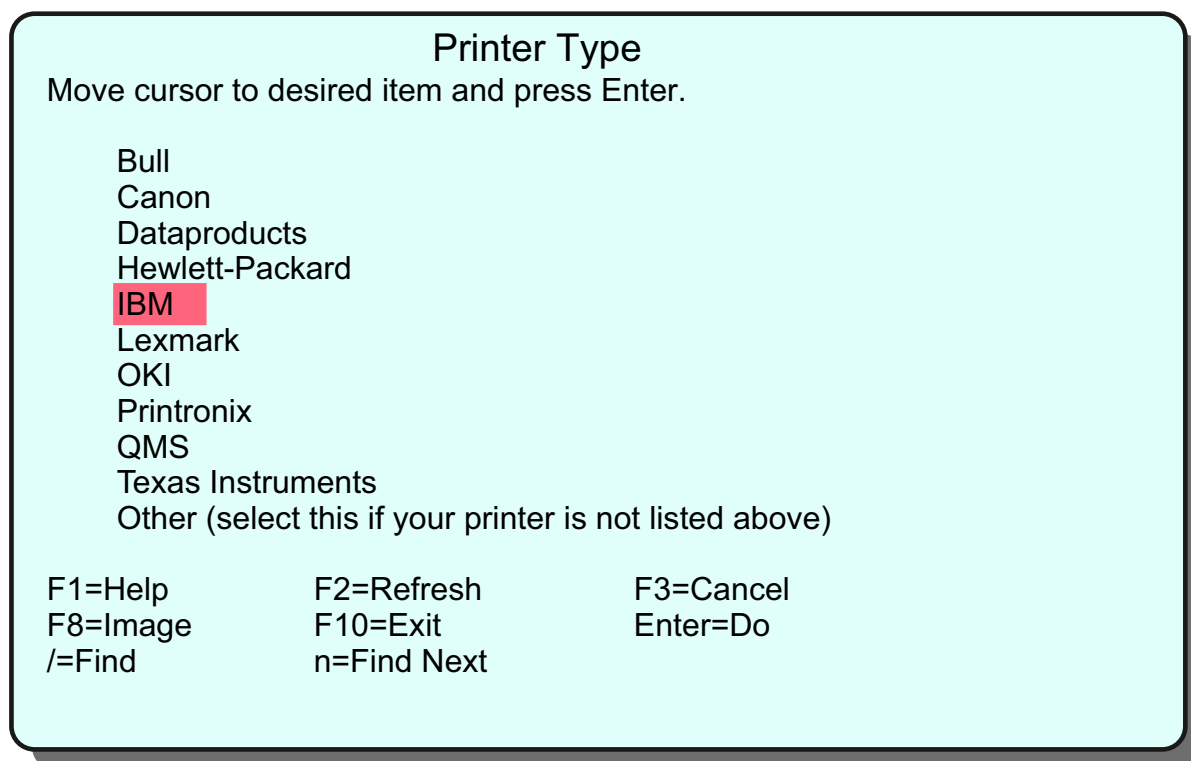 Printer Type
Move cursor to desired item and press Enter.
Bull
Canon
Dataproducts
Hewlett-Packard
IBM
Lexmark
OKI
Printronix
QMS
Texas Instruments
Other (select this if your printer is not listed above)
F1=Help F2=Refresh F3=Cancel
F8=Image F10=Exit Enter=Do
/=Find n=Find Next